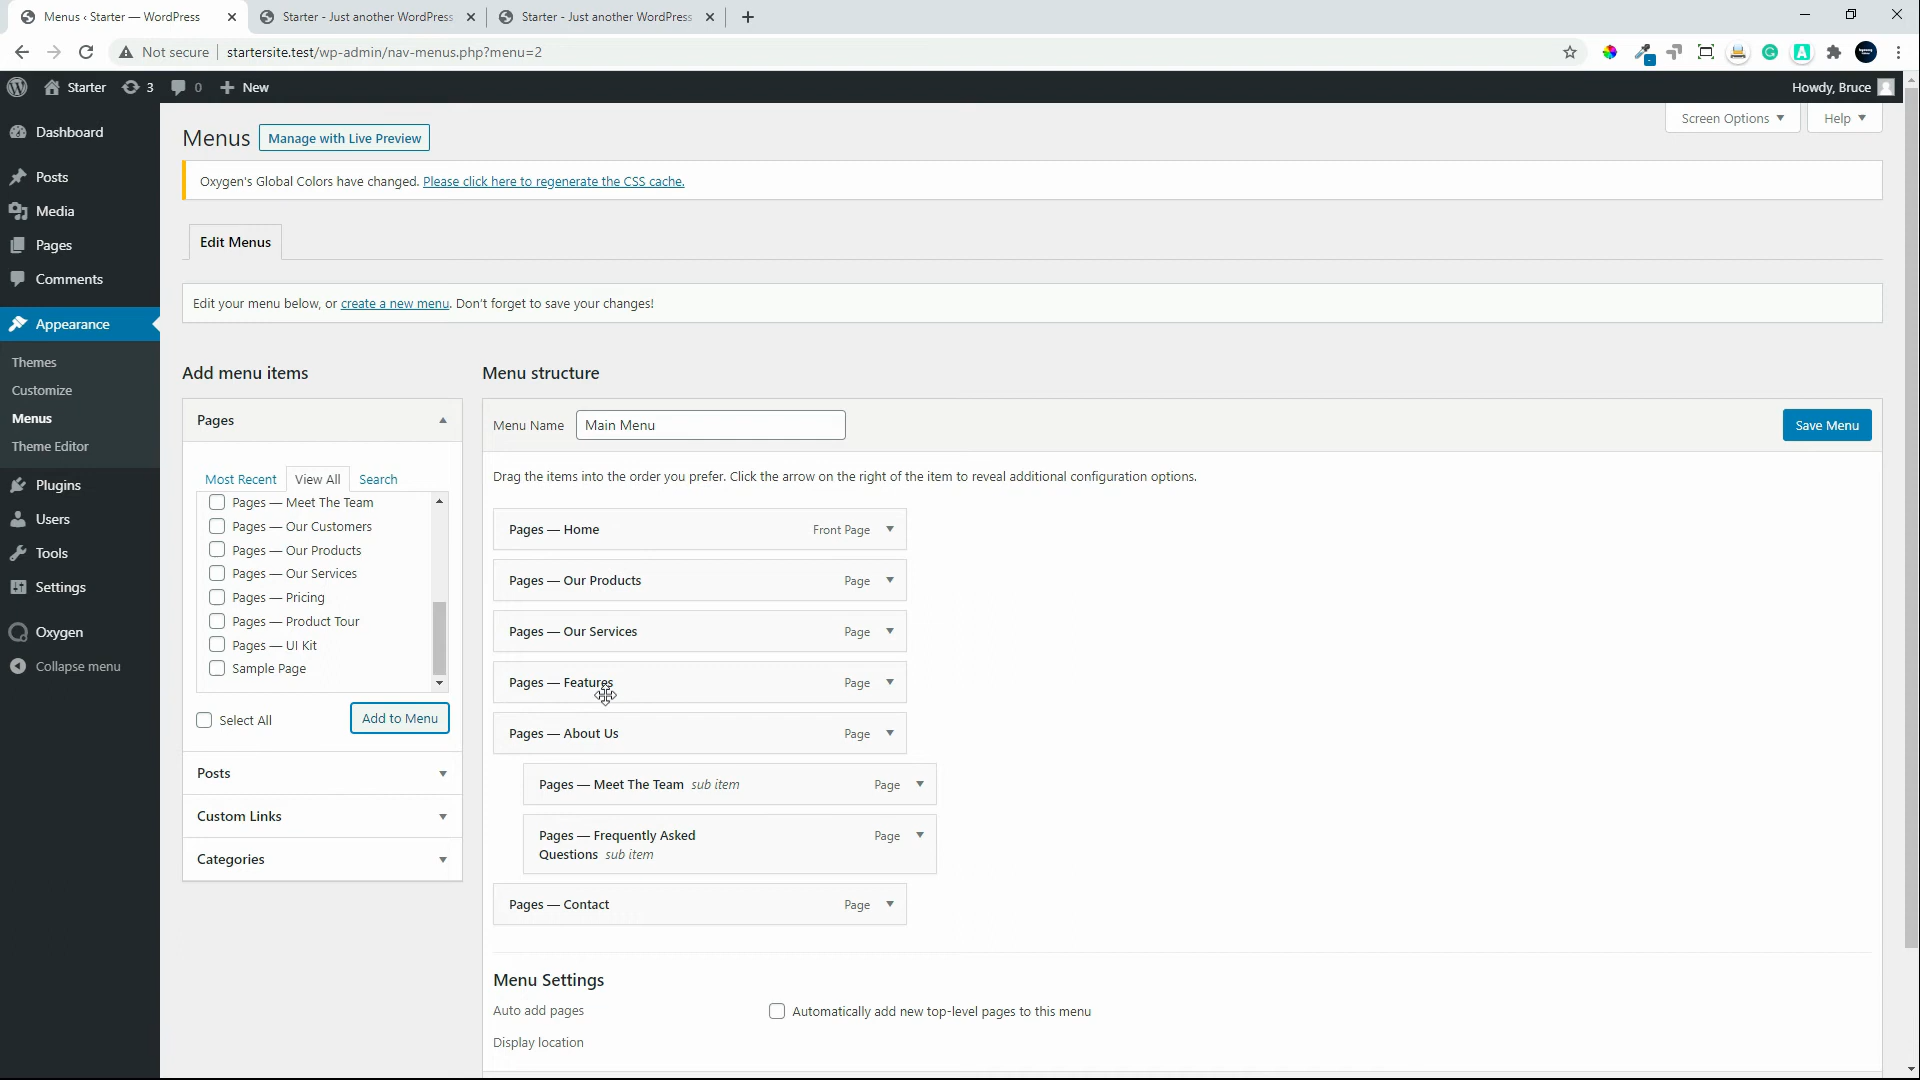 Menus ‹ Starter — WordPress
Starter - Just another WordPress
Starter - Just another WordPress
Not secure
startersite.test/wp-admin/nav-menus.php?menu=2
Starter
3
0
New
Howdy, Bruce
Dashboard
Posts
Media
Pages
Comments
Appearance
Themes
Customize
Menus
Theme Editor
Plugins
Users
Tools
Settings
Oxygen
Collapse menu
Menus
Manage with Live Preview
Screen Options
Help
Oxygen's Global Colors have changed. Please click here to regenerate the CSS cache.
Edit Menus
Edit your menu below, or create a new menu. Don't forget to save your changes!
Add menu items
Pages
Most Recent
View All
Search
Pages — Meet The Team
Pages — Our Customers
Pages — Our Products
Pages — Our Services
Pages — Pricing
Pages — Product Tour
Pages — UI Kit
Sample Page
Select All
Add to Menu
Posts
Custom Links
Categories
Menu structure
Menu Name
Main Menu
Save Menu
Drag the items into the order you prefer. Click the arrow on the right of the item to reveal additional configuration options.
Pages — Home
Front Page
Pages — Our Products
Page
Pages — Our Services
Page
Pages — Features
Page
Pages — About Us
Page
Pages — Meet The Team sub item
Page
Pages — Frequently Asked
Questions sub item
Page
Pages — Contact
Page
Menu Settings
Auto add pages
Automatically add new top-level pages to this menu
Display location